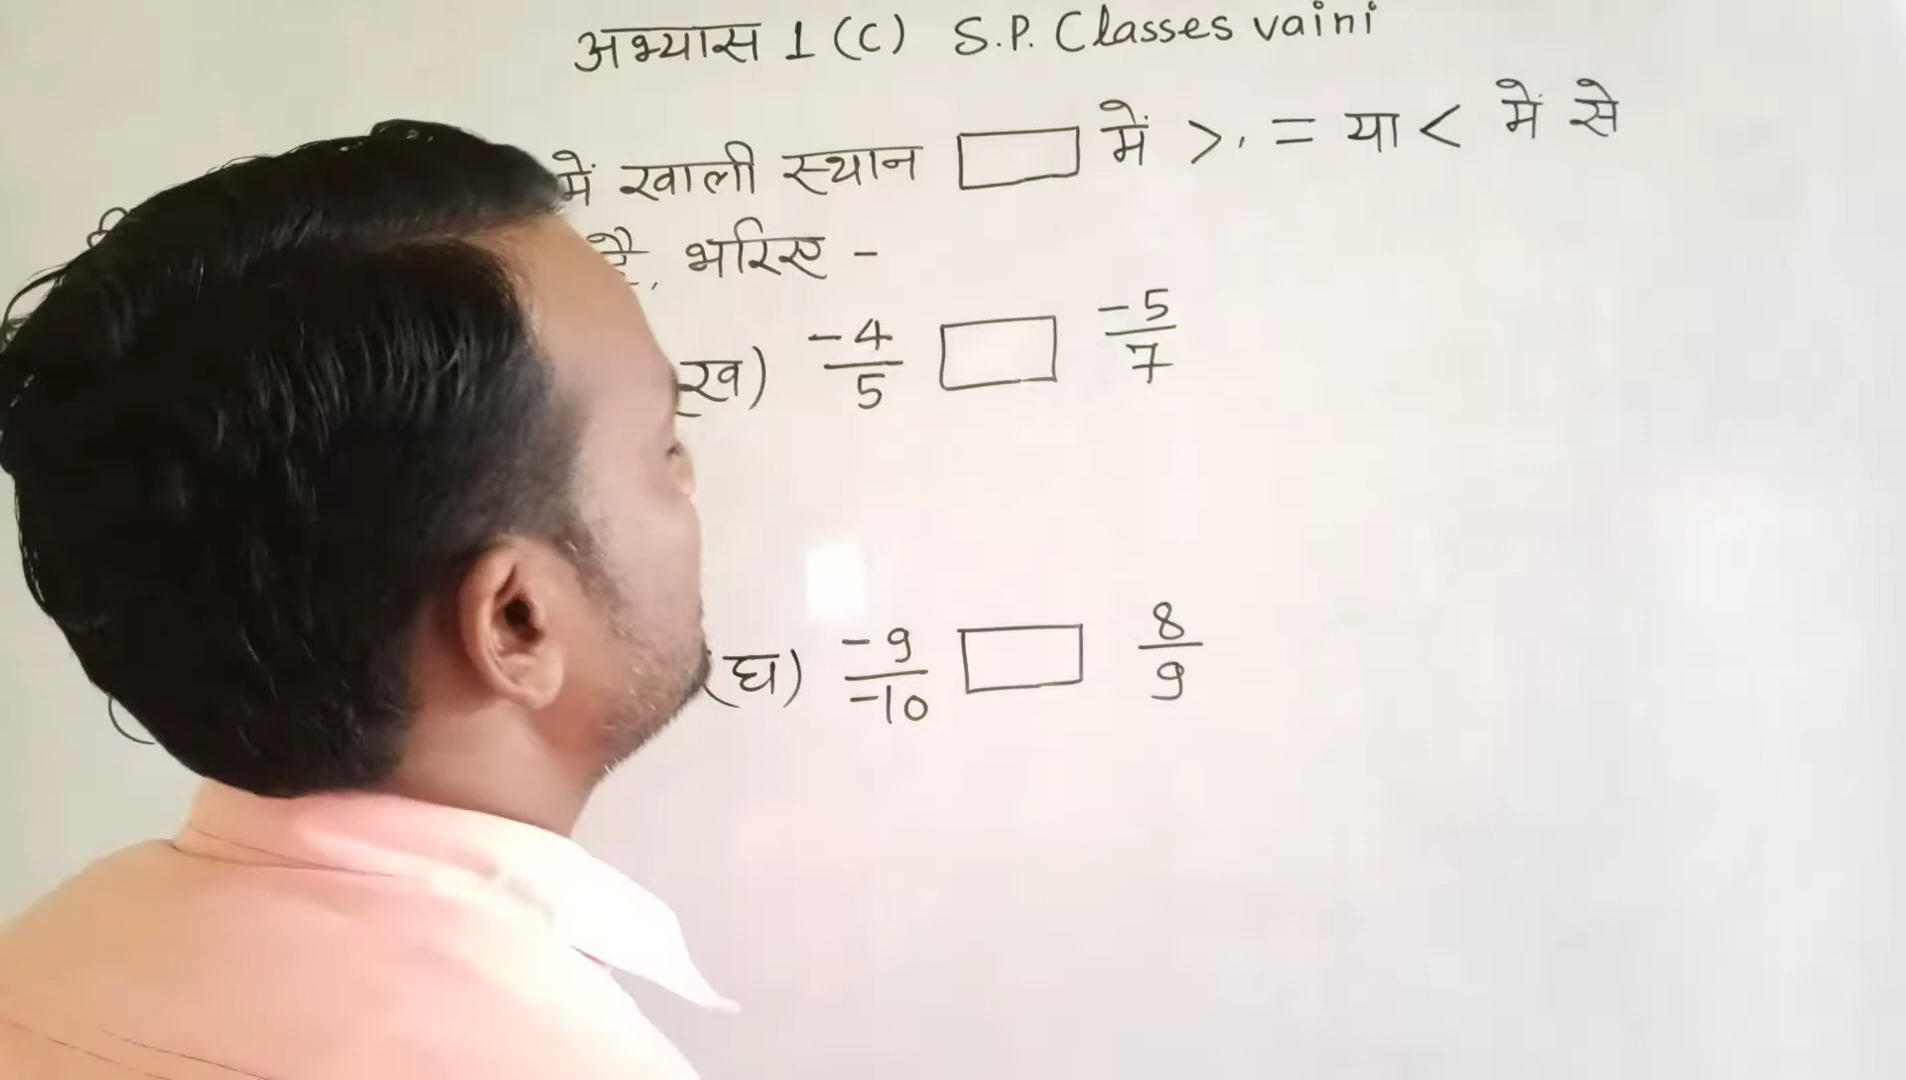 अभ्यास 1 (C) S.P. Classes vaini
में खाली स्थान में >, = या < में से
है, भरिए -
ख) -4/5 -5/7
(घ) -9/-10 8/9